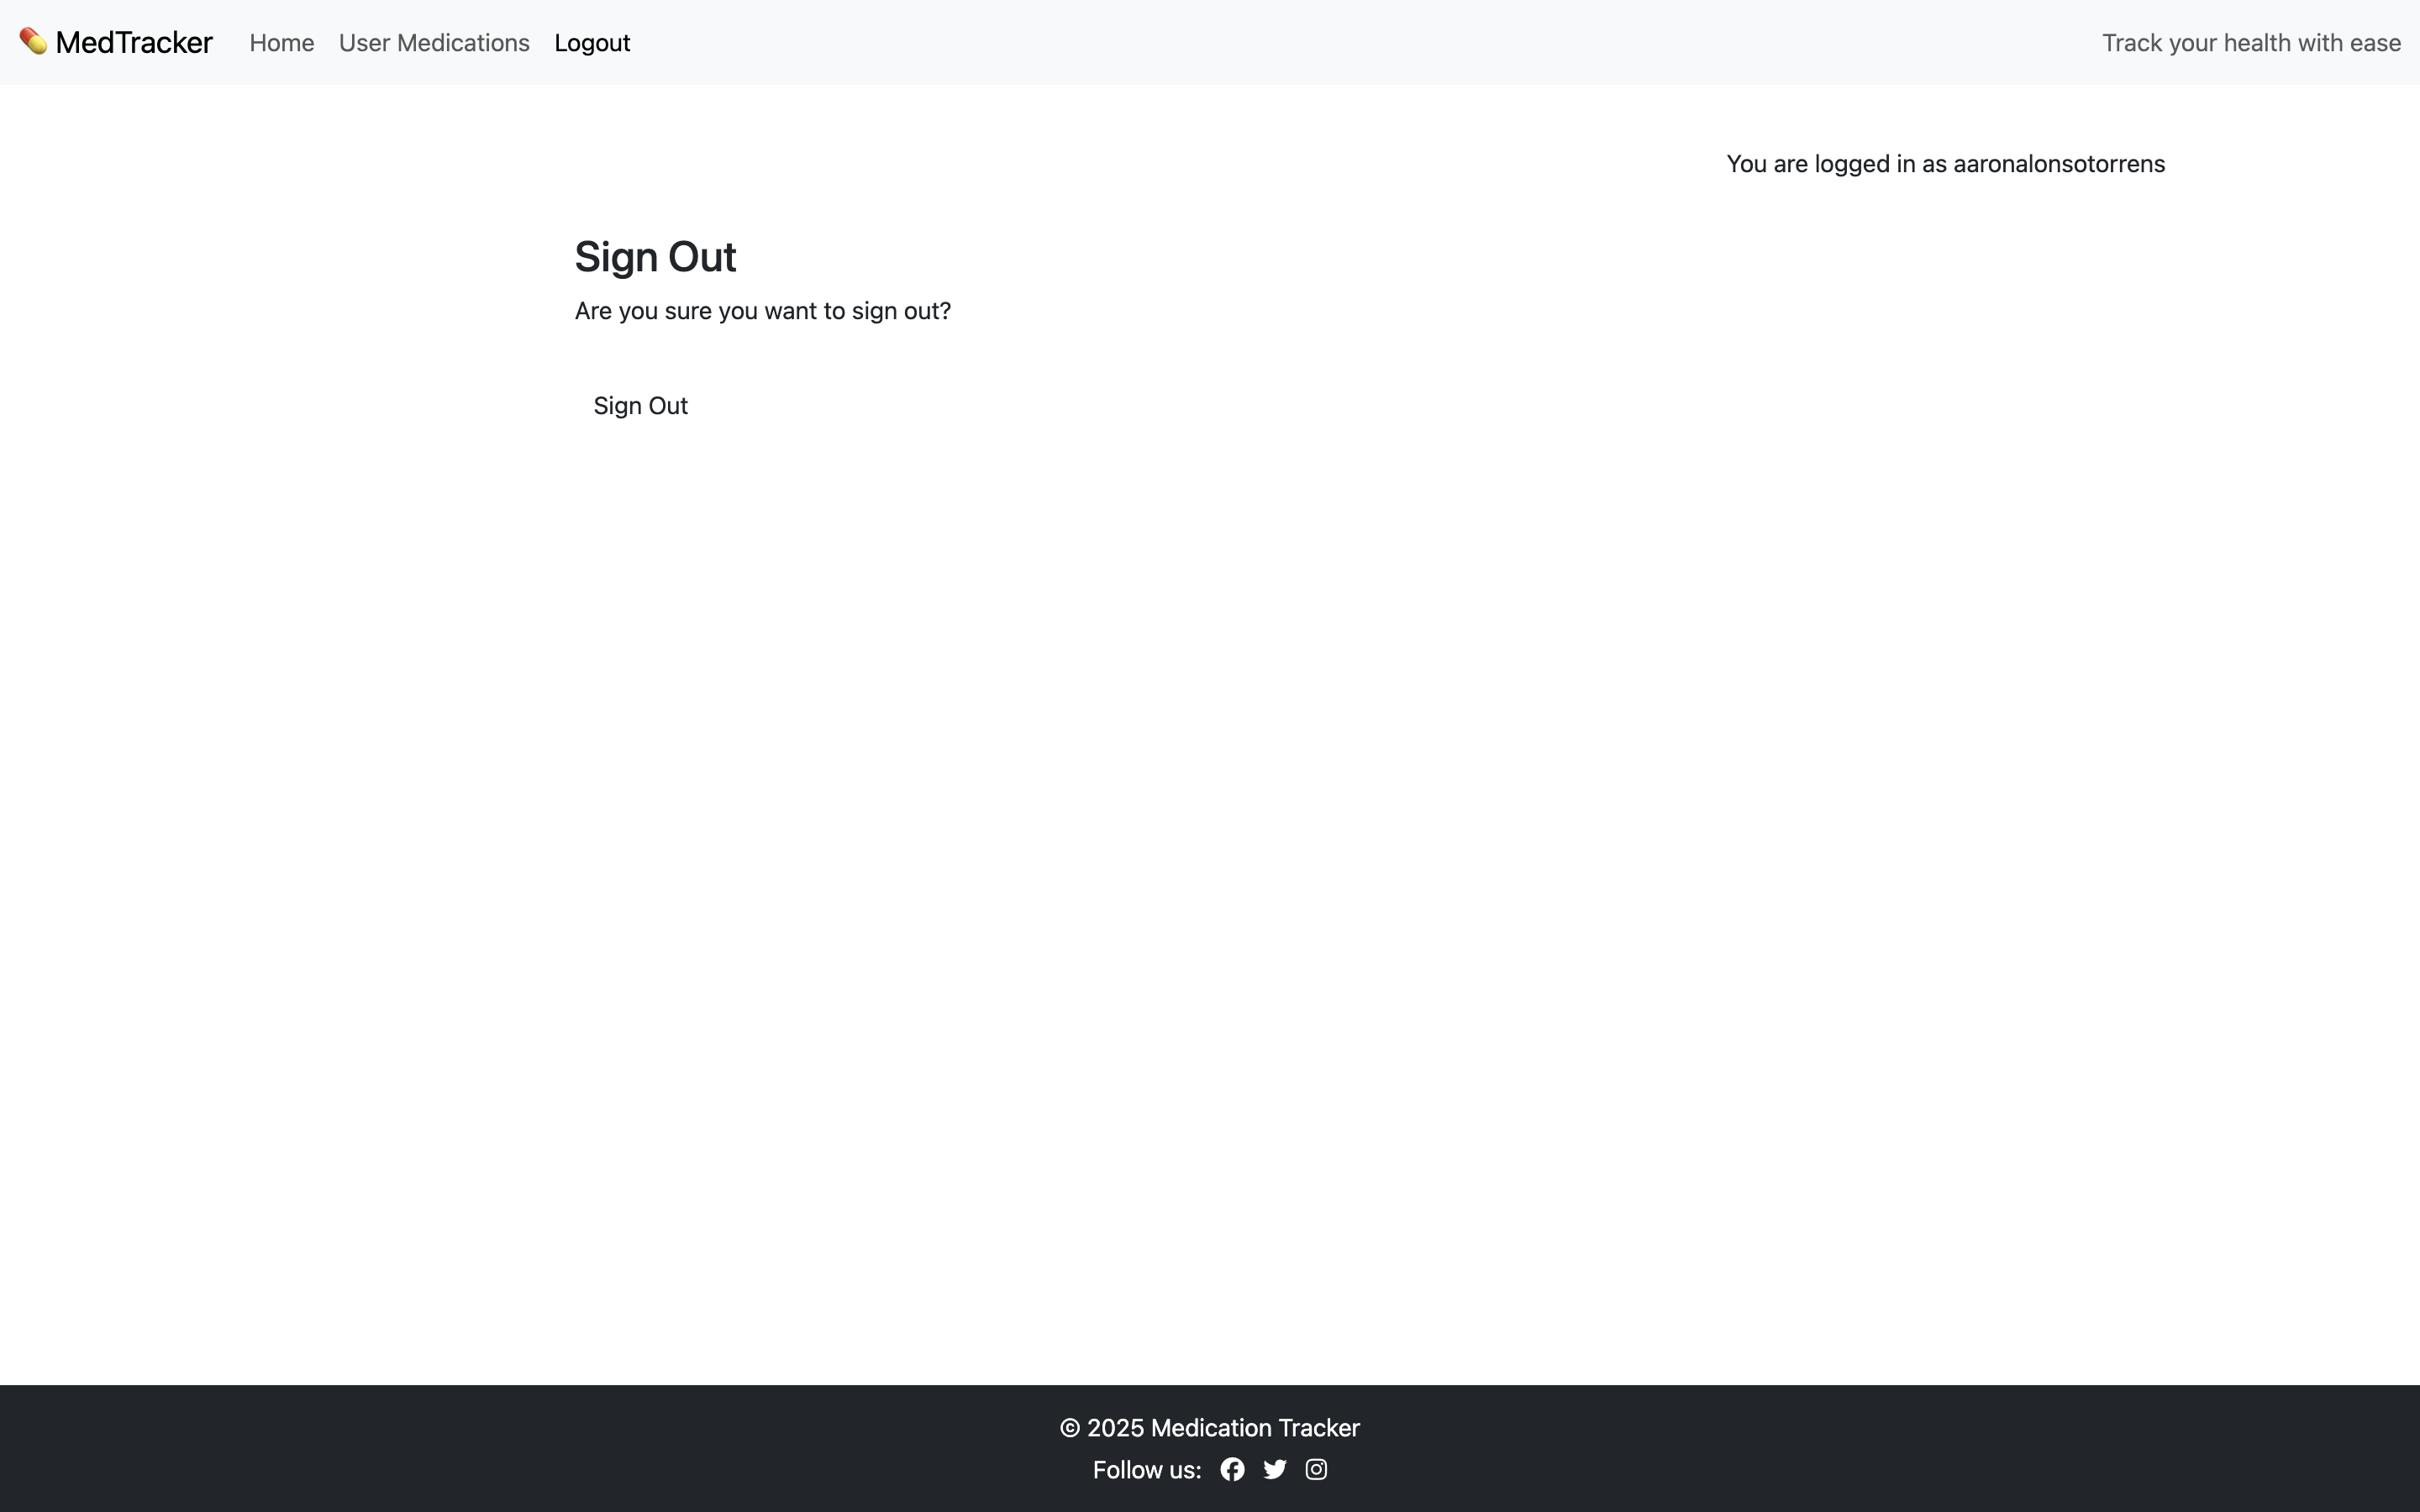 MedTracker Home User Medications Logout Track your health with ease
You are logged in as aaronalonsotorrens
Sign Out
Are you sure you want to sign out?
Sign Out
© 2025 Medication Tracker
Follow us: